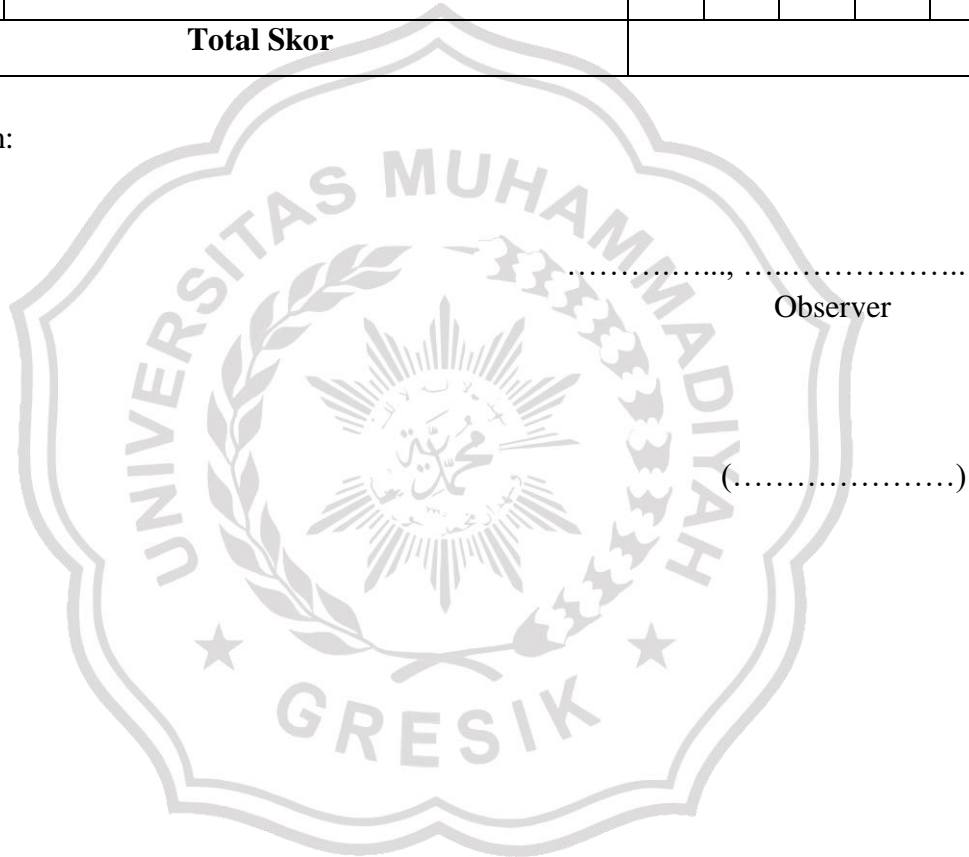 Total Skor
n:
UNIVERSITAS MUHAMMADIYAH
…………..., …..……………..
Observer
(…………………)
GRESIK